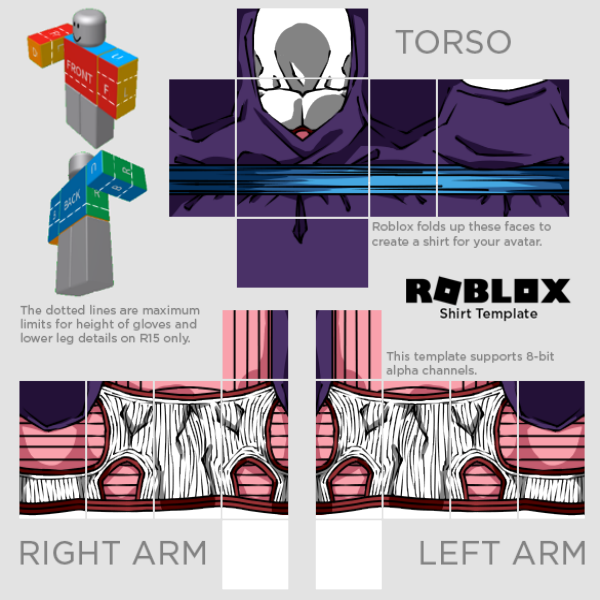 TORSO
FRONT
F
L
D
R
BACK
Roblox folds up these faces to
create a shirt for your avatar.
ROBLOX
Shirt Template
The dotted lines are maximum
limits for height of gloves and
lower leg details on R15 only.
This template supports 8-bit
alpha channels.
RIGHT ARM
LEFT ARM